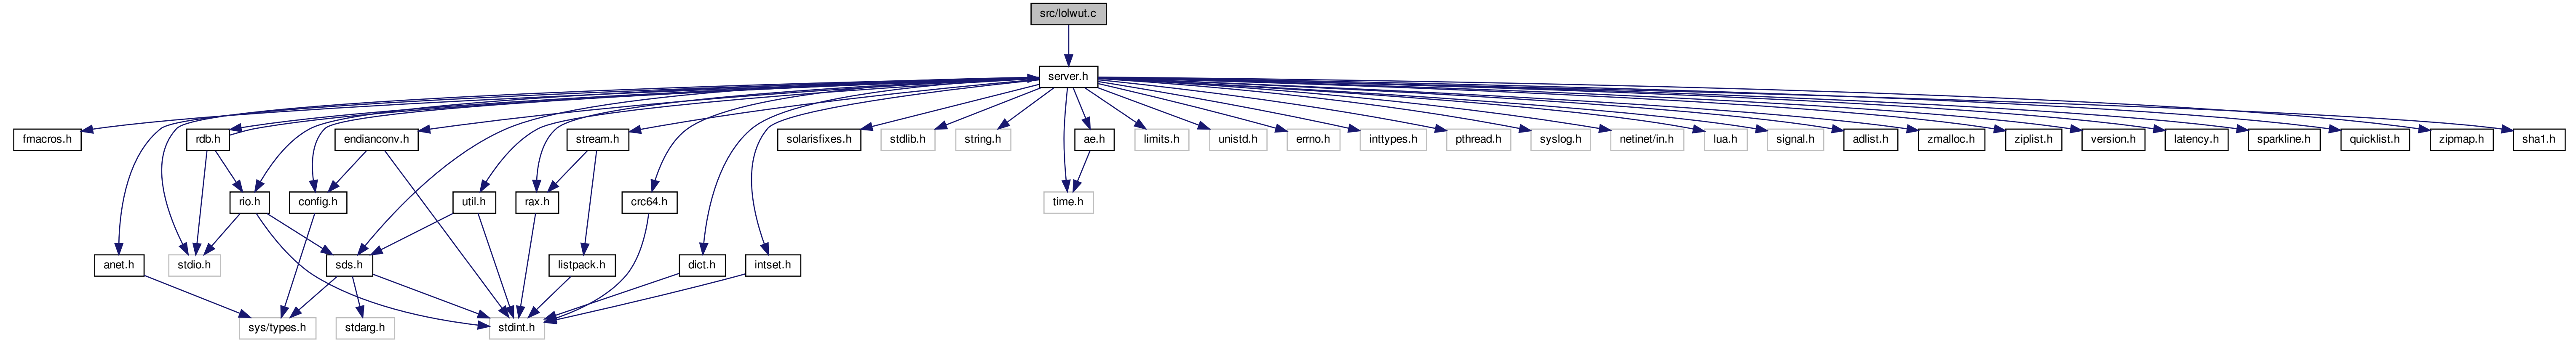 src/lolwut.c
server.h
fmacros.h
rdb.h
endianconv.h
stream.h
solarisfixes.h
stdlib.h
string.h
ae.h
limits.h
unistd.h
errno.h
inttypes.h
pthread.h
syslog.h
netinet/in.h
lua.h
signal.h
adlist.h
zmalloc.h
ziplist.h
version.h
latency.h
sparkline.h
quicklist.h
zipmap.h
sha1.h
rio.h
config.h
util.h
rax.h
crc64.h
time.h
anet.h
stdio.h
sds.h
listpack.h
dict.h
intset.h
sys/types.h
stdarg.h
stdint.h